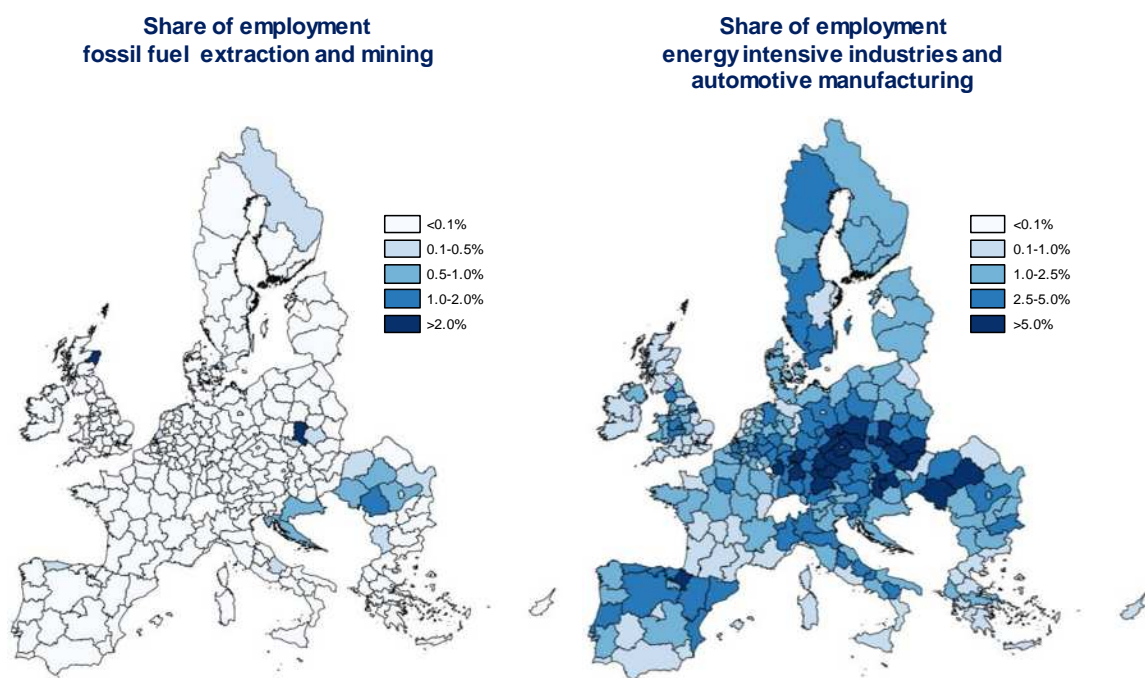 Share of employment
fossil fuel extraction and mining
Share of employment
energy intensive industries and
automotive manufacturing
<0.1%
0.1-0.5%
0.5-1.0%
1.0-2.0%
>2.0%
<0.1%
0.1-1.0%
1.0-2.5%
2.5-5.0%
>5.0%